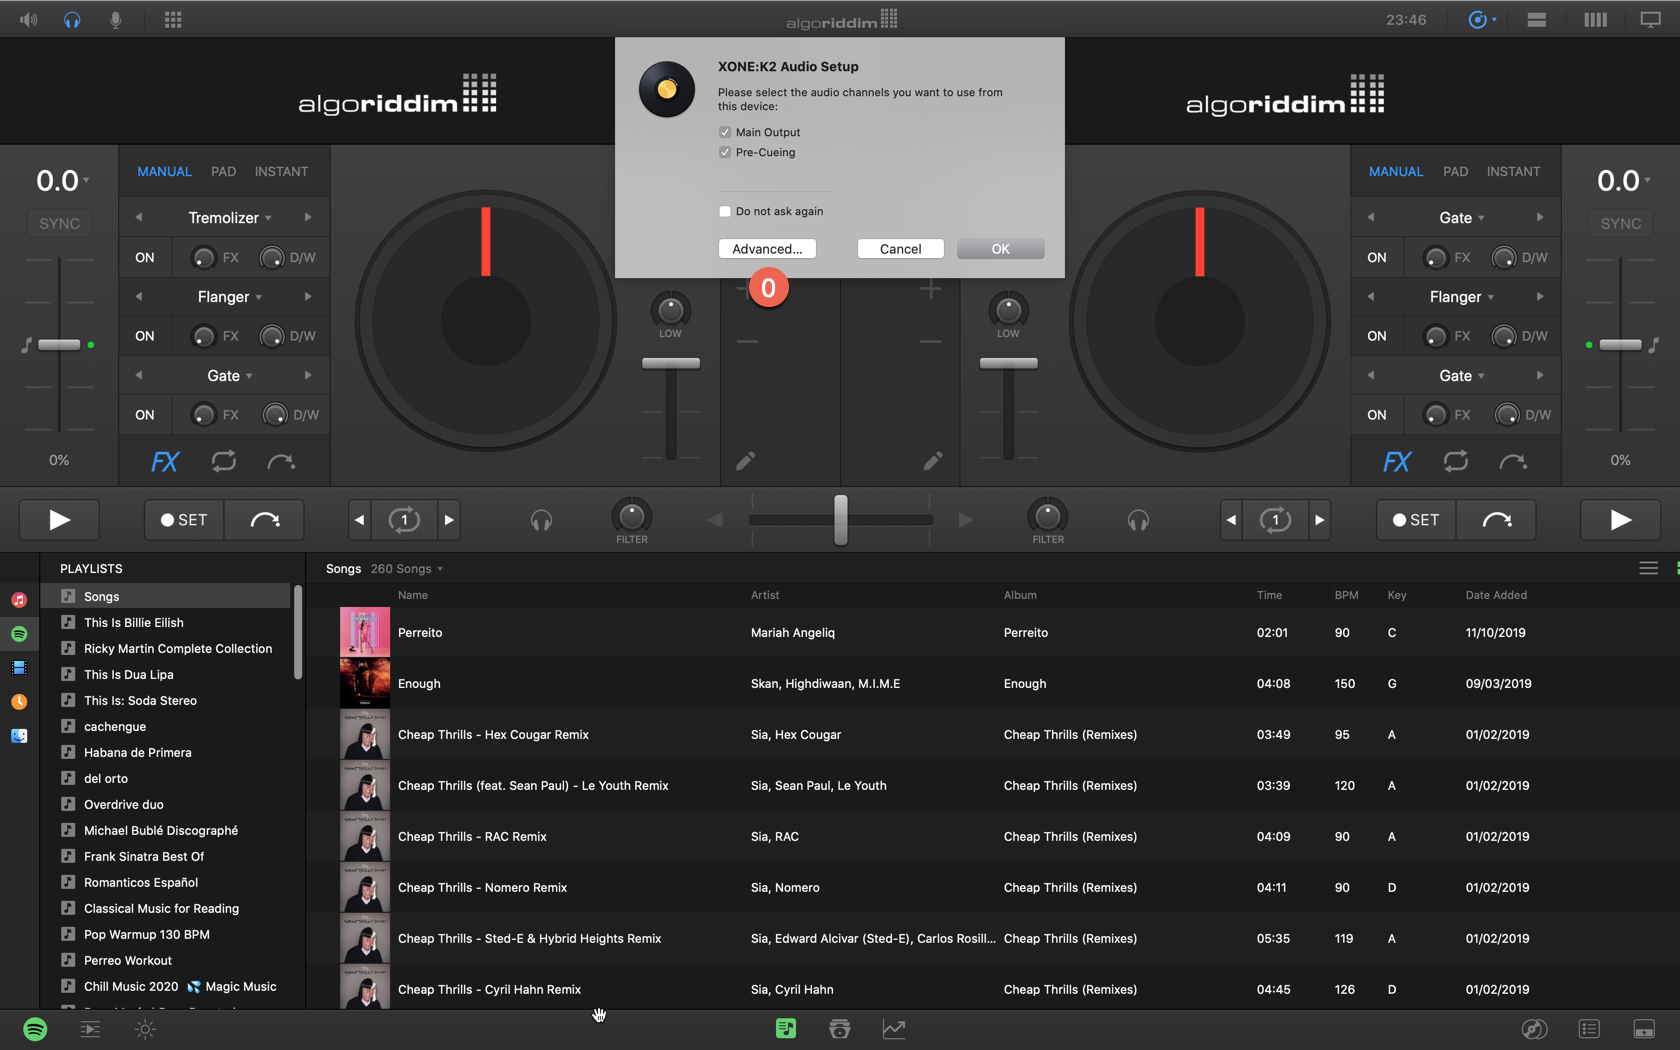 algoriddim
23:46
algoriddim
algoriddim
XONE:K2 Audio Setup
Please select the audio channels you want to use from
this device:
Main Output
Pre-Cueing
Do not ask again
Advanced...
Cancel
OK
0
0.0
SYNC
0%
MANUAL PAD INSTANT
Tremolizer
ON FX D/W
Flanger
ON FX D/W
Gate
ON FX D/W
FX
LOW
LOW
MANUAL PAD INSTANT
Gate
ON FX D/W
Flanger
ON FX D/W
Gate
ON FX D/W
FX
0.0
SYNC
0%
SET
1
FILTER
FILTER
1
SET
PLAYLISTS
Songs
This Is Billie Eilish
Ricky Martin Complete Collection
This Is Dua Lipa
This Is: Soda Stereo
cachengue
Habana de Primera
del orto
Overdrive duo
Michael Bublé Discographé
Frank Sinatra Best Of
Romanticos Español
Classical Music for Reading
Pop Warmup 130 BPM
Perreo Workout
Chill Music 2020 💦 Magic Music
Songs 260 Songs
Name Artist Album Time BPM Key Date Added
Perreito Mariah Angeliq Perreito 02:01 90 C 11/10/2019
Enough Skan, Highdiwaan, M.I.M.E Enough 04:08 150 G 09/03/2019
Cheap Thrills - Hex Cougar Remix Sia, Hex Cougar Cheap Thrills (Remixes) 03:49 95 A 01/02/2019
Cheap Thrills (feat. Sean Paul) - Le Youth Remix Sia, Sean Paul, Le Youth Cheap Thrills (Remixes) 03:39 120 A 01/02/2019
Cheap Thrills - RAC Remix Sia, RAC Cheap Thrills (Remixes) 04:09 90 A 01/02/2019
Cheap Thrills - Nomero Remix Sia, Nomero Cheap Thrills (Remixes) 04:11 90 D 01/02/2019
Cheap Thrills - Sted-E & Hybrid Heights Remix Sia, Edward Alcivar (Sted-E), Carlos Rosill... Cheap Thrills (Remixes) 05:35 119 A 01/02/2019
Cheap Thrills - Cyril Hahn Remix Sia, Cyril Hahn Cheap Thrills (Remixes) 04:45 126 D 01/02/2019